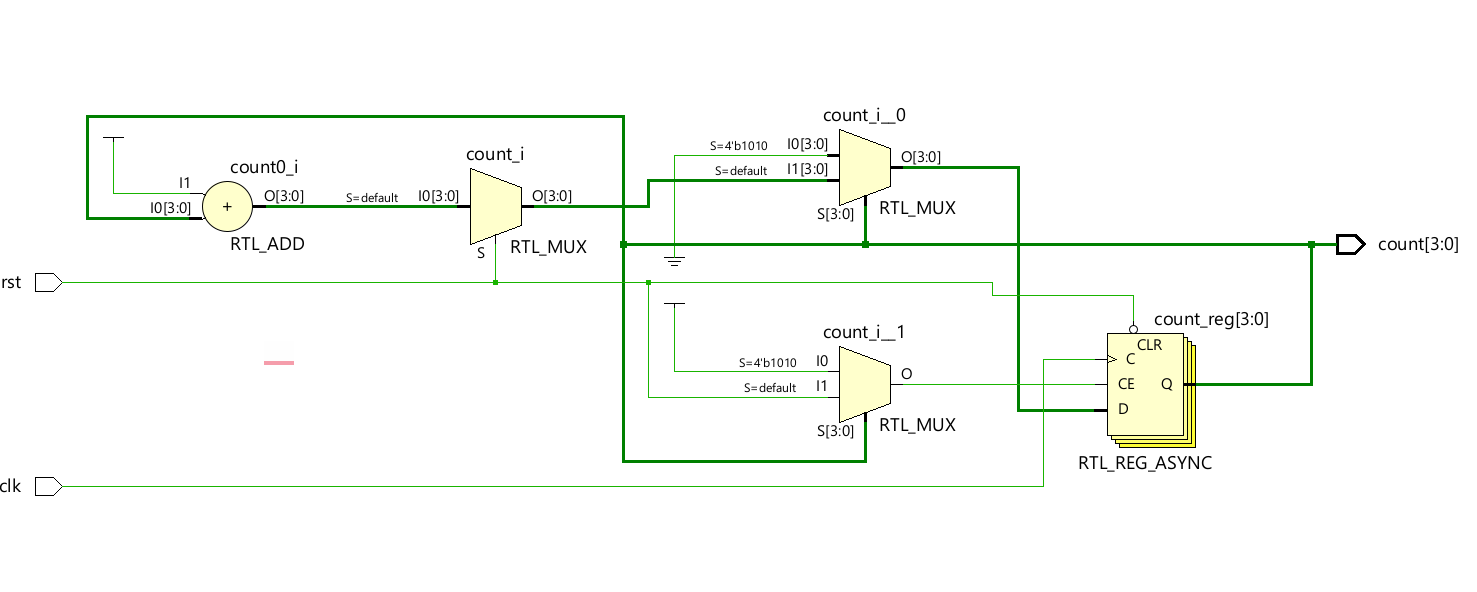 count_i__0
S=4'b1010 I0[3:0]
O[3:0]
S=default I1[3:0]
S[3:0]
RTL_MUX
count_i
S=default I0[3:0]
O[3:0]
S
RTL_MUX
count0_i
I1
I0[3:0]
+
O[3:0]
RTL_ADD
count[3:0]
rst
count_i__1
S=4'b1010 I0
O
S=default I1
S[3:0]
RTL_MUX
count_reg[3:0]
CLR
C
CE
Q
D
RTL_REG_ASYNC
clk